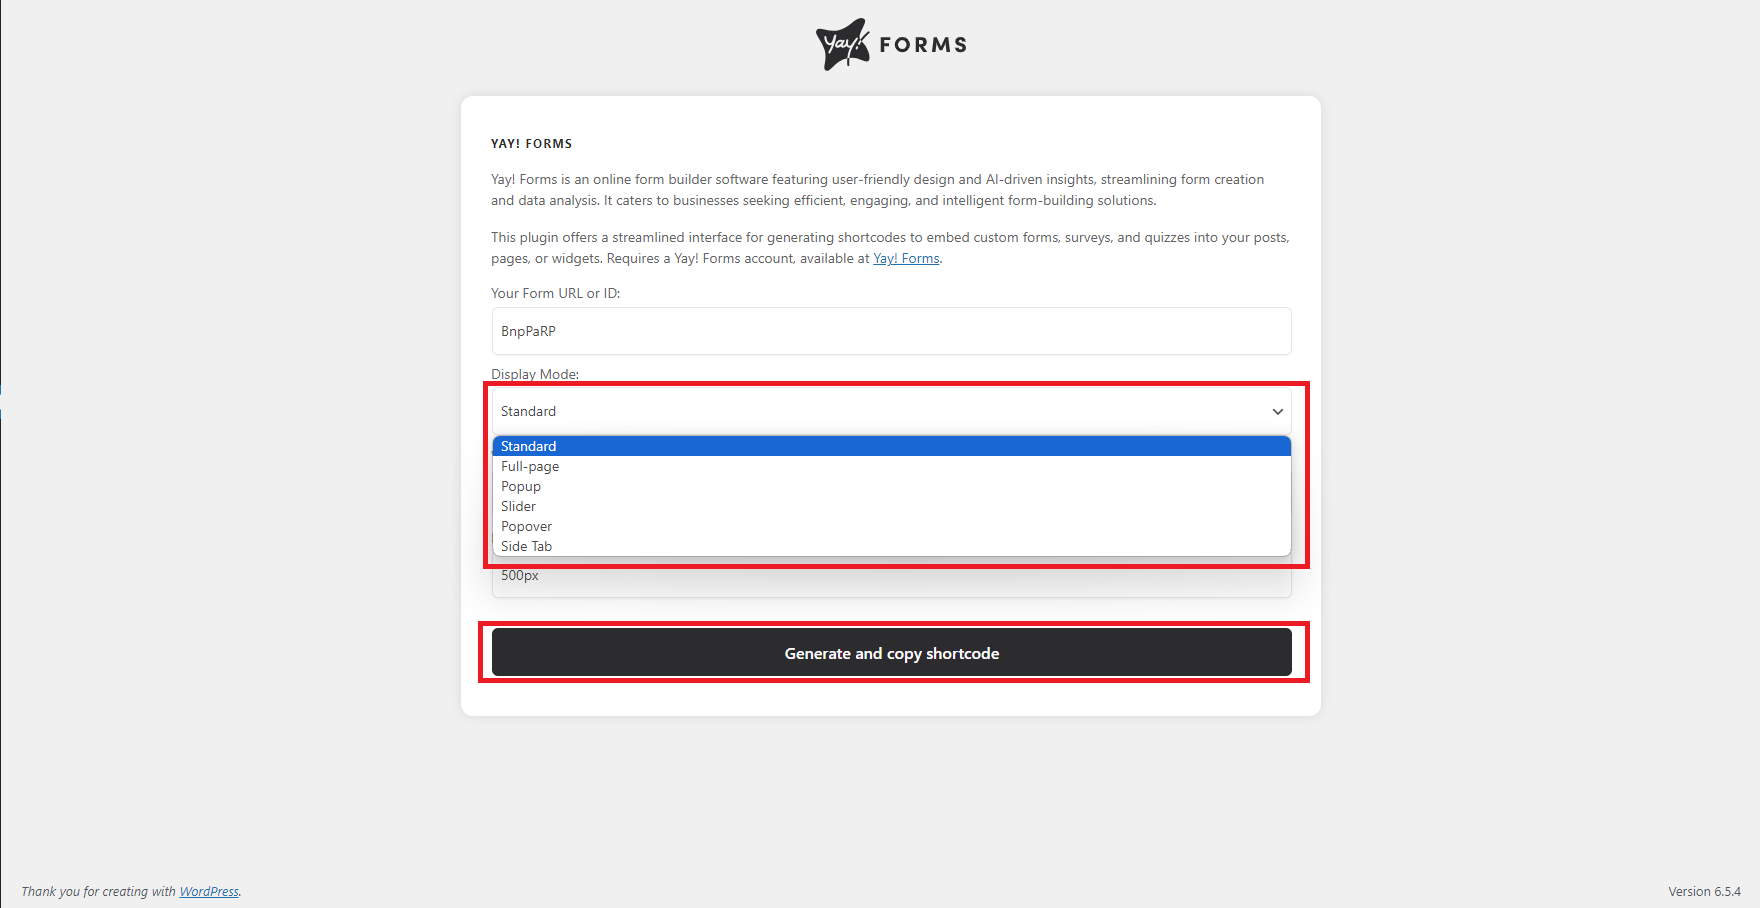 Yay! FORMS
YAY! FORMS
Yay! Forms is an online form builder software featuring user-friendly design and AI-driven insights, streamlining form creation
and data analysis. It caters to businesses seeking efficient, engaging, and intelligent form-building solutions.
This plugin offers a streamlined interface for generating shortcodes to embed custom forms, surveys, and quizzes into your posts,
pages, or widgets. Requires a Yay! Forms account, available at Yay! Forms.
Your Form URL or ID:
BnpPaRP
Display Mode:
Standard
Standard
Full-page
Popup
Slider
Popover
Side Tab
500px
Generate and copy shortcode
Thank you for creating with WordPress.
Version 6.5.4